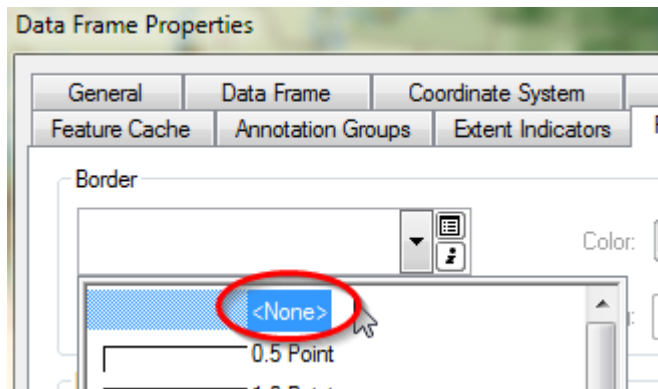 Data Frame Properties
General Data Frame Coordinate System
Feature Cache Annotation Groups Extent Indicators
Border
Color:
<None>
0.5 Point